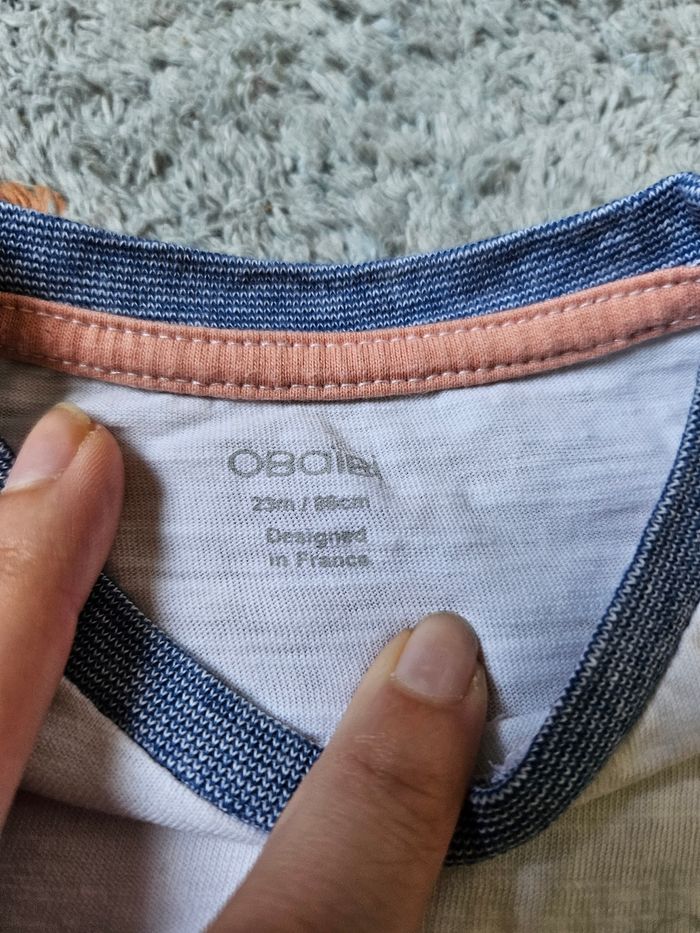 OBAÏBI
23m / 86cm
Designed
in France